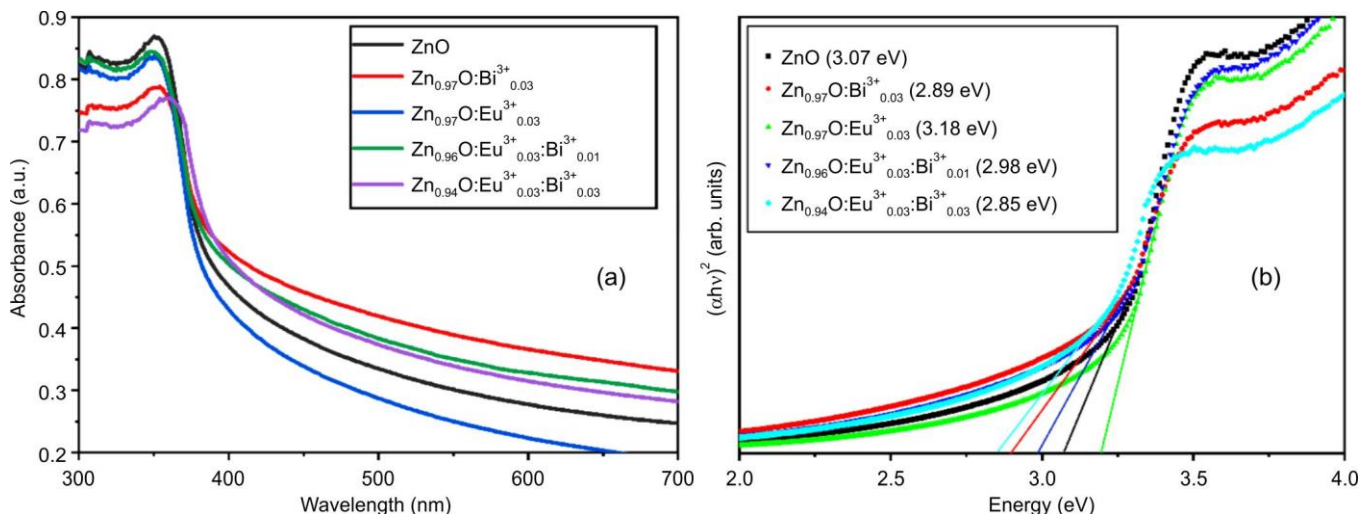 0.9
0.8
0.7
0.6
0.5
0.4
0.3
0.2
Absorbance (a.u.)
ZnO
Zn₀.₉₇O:Bi³⁺₀.₀₃
Zn₀.₉₇O:Eu³⁺₀.₀₃
Zn₀.₉₆O:Eu³⁺₀.₀₃:Bi³⁺₀.₀₁
Zn₀.₉₄O:Eu³⁺₀.₀₃:Bi³⁺₀.₀₃
(a)
300 400 500 600 700
Wavelength (nm)
(αhν)² (arb. units)
ZnO (3.07 eV)
Zn₀.₉₇O:Bi³⁺₀.₀₃ (2.89 eV)
Zn₀.₉₇O:Eu³⁺₀.₀₃ (3.18 eV)
Zn₀.₉₆O:Eu³⁺₀.₀₃:Bi³⁺₀.₀₁ (2.98 eV)
Zn₀.₉₄O:Eu³⁺₀.₀₃:Bi³⁺₀.₀₃ (2.85 eV)
(b)
2.0 2.5 3.0 3.5 4.0
Energy (eV)